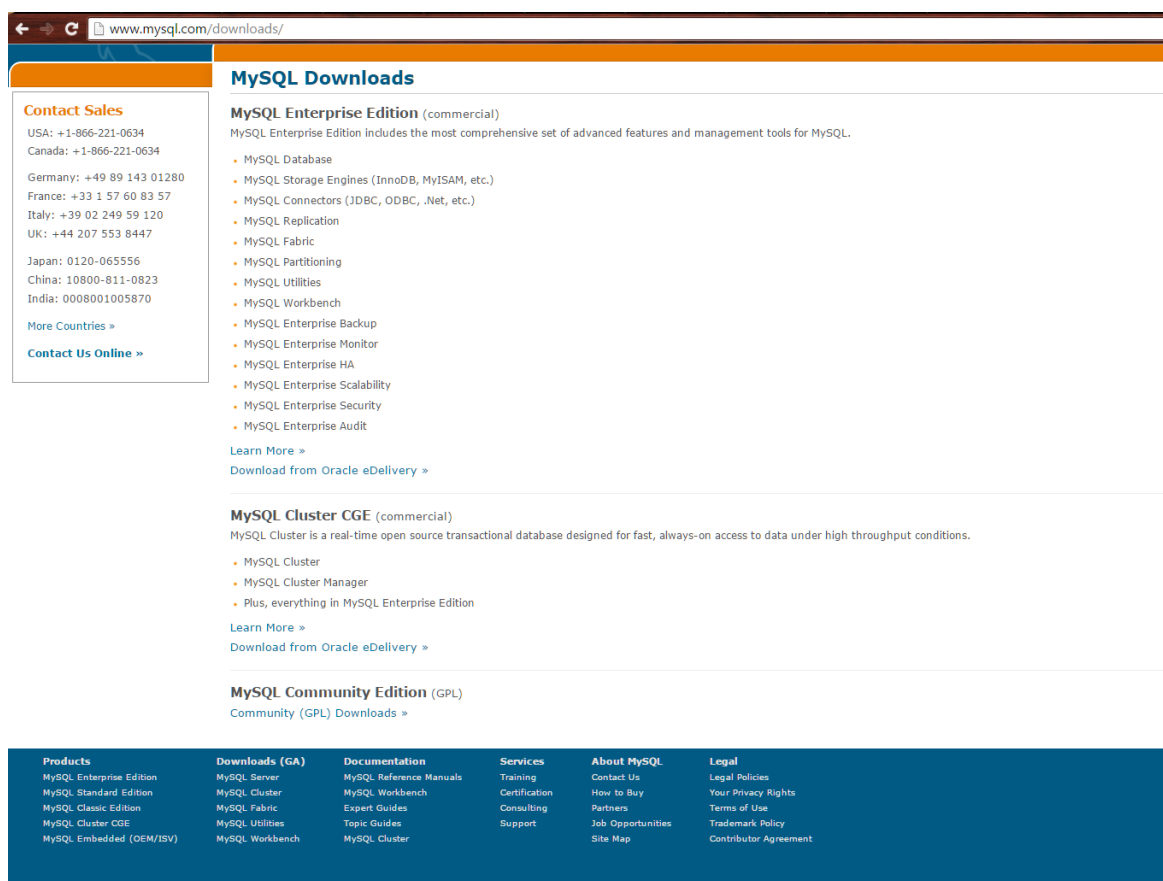 www.mysql.com/downloads/
MySQL Downloads
Contact Sales
USA: +1-866-221-0634
Canada: +1-866-221-0634
Germany: +49 89 143 01280
France: +33 1 57 60 83 57
Italy: +39 02 249 59 120
UK: +44 207 553 8447
Japan: 0120-065556
China: 10800-811-0823
India: 0008001005870
More Countries »
Contact Us Online »
MySQL Enterprise Edition (commercial)
MySQL Enterprise Edition includes the most comprehensive set of advanced features and management tools for MySQL.
• MySQL Database
• MySQL Storage Engines (InnoDB, MyISAM, etc.)
• MySQL Connectors (JDBC, ODBC, .Net, etc.)
• MySQL Replication
• MySQL Fabric
• MySQL Partitioning
• MySQL Utilities
• MySQL Workbench
• MySQL Enterprise Backup
• MySQL Enterprise Monitor
• MySQL Enterprise HA
• MySQL Enterprise Scalability
• MySQL Enterprise Security
• MySQL Enterprise Audit
Learn More »
Download from Oracle eDelivery »
MySQL Cluster CGE (commercial)
MySQL Cluster is a real-time open source transactional database designed for fast, always-on access to data under high throughput conditions.
• MySQL Cluster
• MySQL Cluster Manager
• Plus, everything in MySQL Enterprise Edition
Learn More »
Download from Oracle eDelivery »
MySQL Community Edition (GPL)
Community (GPL) Downloads »
Products
MySQL Enterprise Edition
MySQL Standard Edition
MySQL Classic Edition
MySQL Cluster CGE
MySQL Embedded (OEM/ISV)
Downloads (GA)
MySQL Server
MySQL Cluster
MySQL Fabric
MySQL Utilities
MySQL Workbench
Documentation
MySQL Reference Manuals
MySQL Workbench
Expert Guides
Topic Guides
MySQL Cluster
Services
Training
Certification
Consulting
Support
About MySQL
Contact Us
How to Buy
Partners
Job Opportunities
Site Map
Legal
Legal Policies
Your Privacy Rights
Terms of Use
Trademark Policy
Contributor Agreement